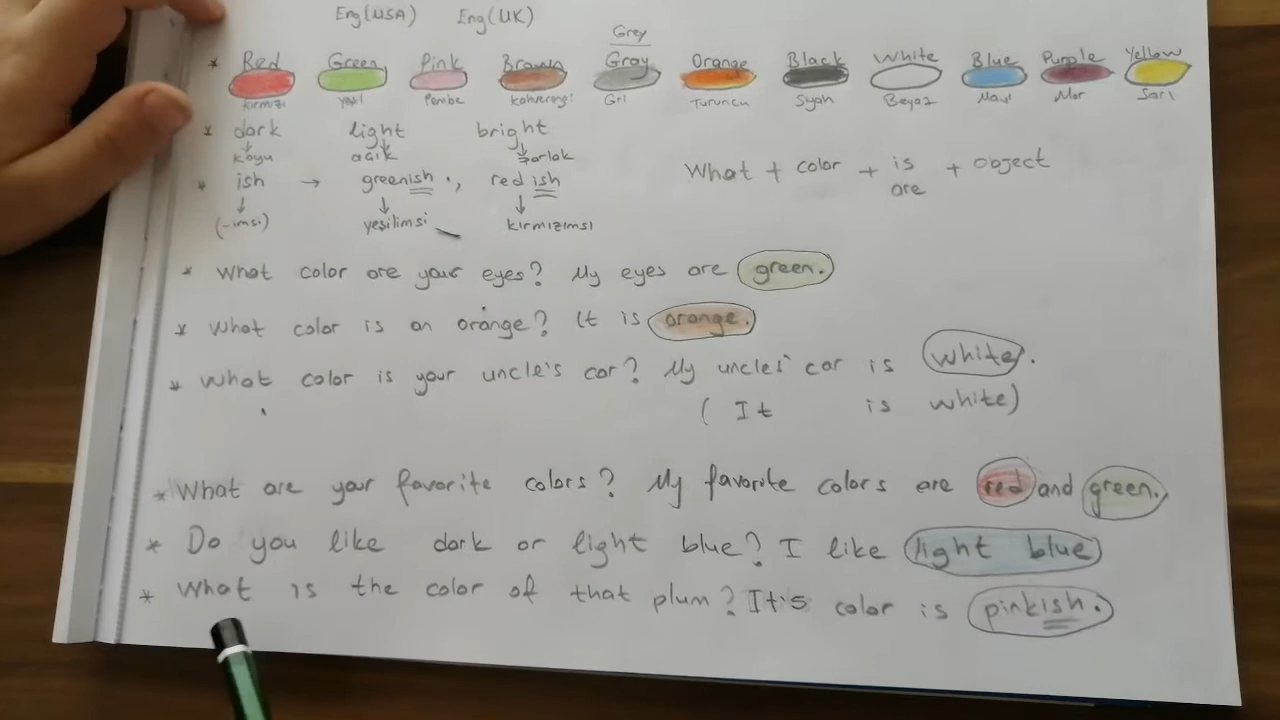 Eng(USA) Eng(UK)
Grey
* Red Green Pink Brown Gray Orange Black White Blue Purple Yellow
kırmızı yeşil Pembe kahverengi Gri Turuncu Siyah Beyaz Mavi Mor Sarı
* dark light bright
koyu açık Parlak
What + color + is + object
are
* ish → greenish ., redish
(-ımsı) yeşilimsi kırmızımsı
* What color are your eyes? My eyes are green.
* What color is an orange? It is orange.
* What color is your uncle's car? My uncles' car is white.
( It is white)
* What are your favorite colors? My favorite colors are red and green.
* Do you like dark or light blue? I like light blue
* What is the color of that plum? It's color is pinkish.